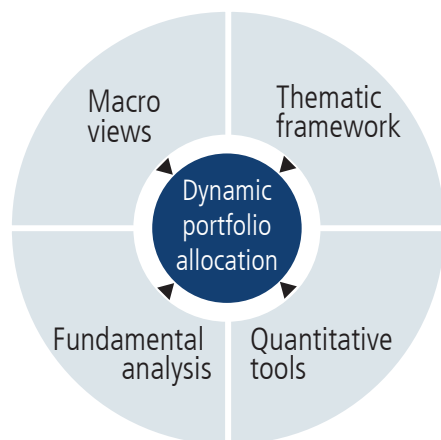 Macro
views
Thematic
framework
Dynamic
portfolio
allocation
Fundamental
analysis
Quantitative
tools